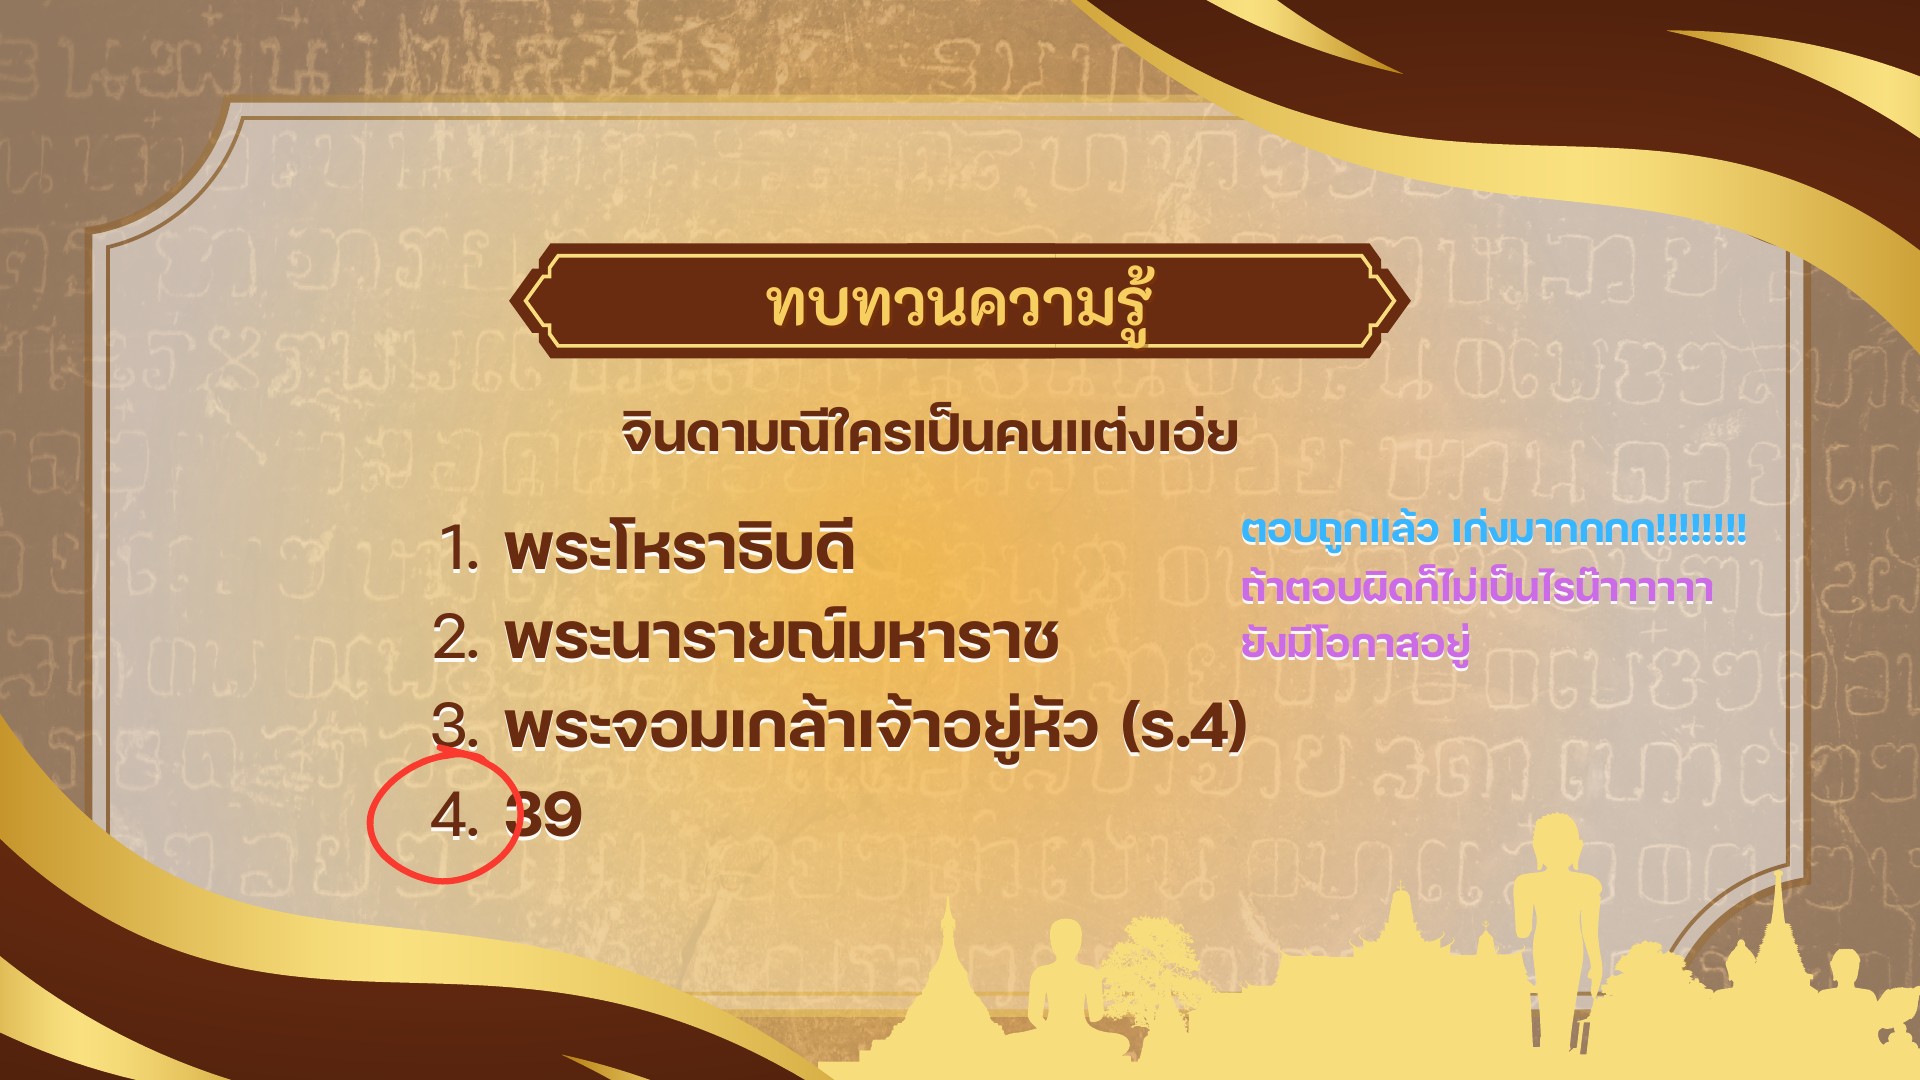 ทบทวนความรู้
จินดามณีใครเป็นคนแต่งเอ่ย
1. พระโหราธิบดี
2. พระนารายณ์มหาราช
3. พระจอมเกล้าเจ้าอยู่หัว (ร.4)
4. 39
ตอบถูกแล้ว เก่งมากกกก!!!!!!!!
ถ้าตอบผิดก็ไม่เป็นไรน๊าาาาาา
ยังมีโอกาสอยู่